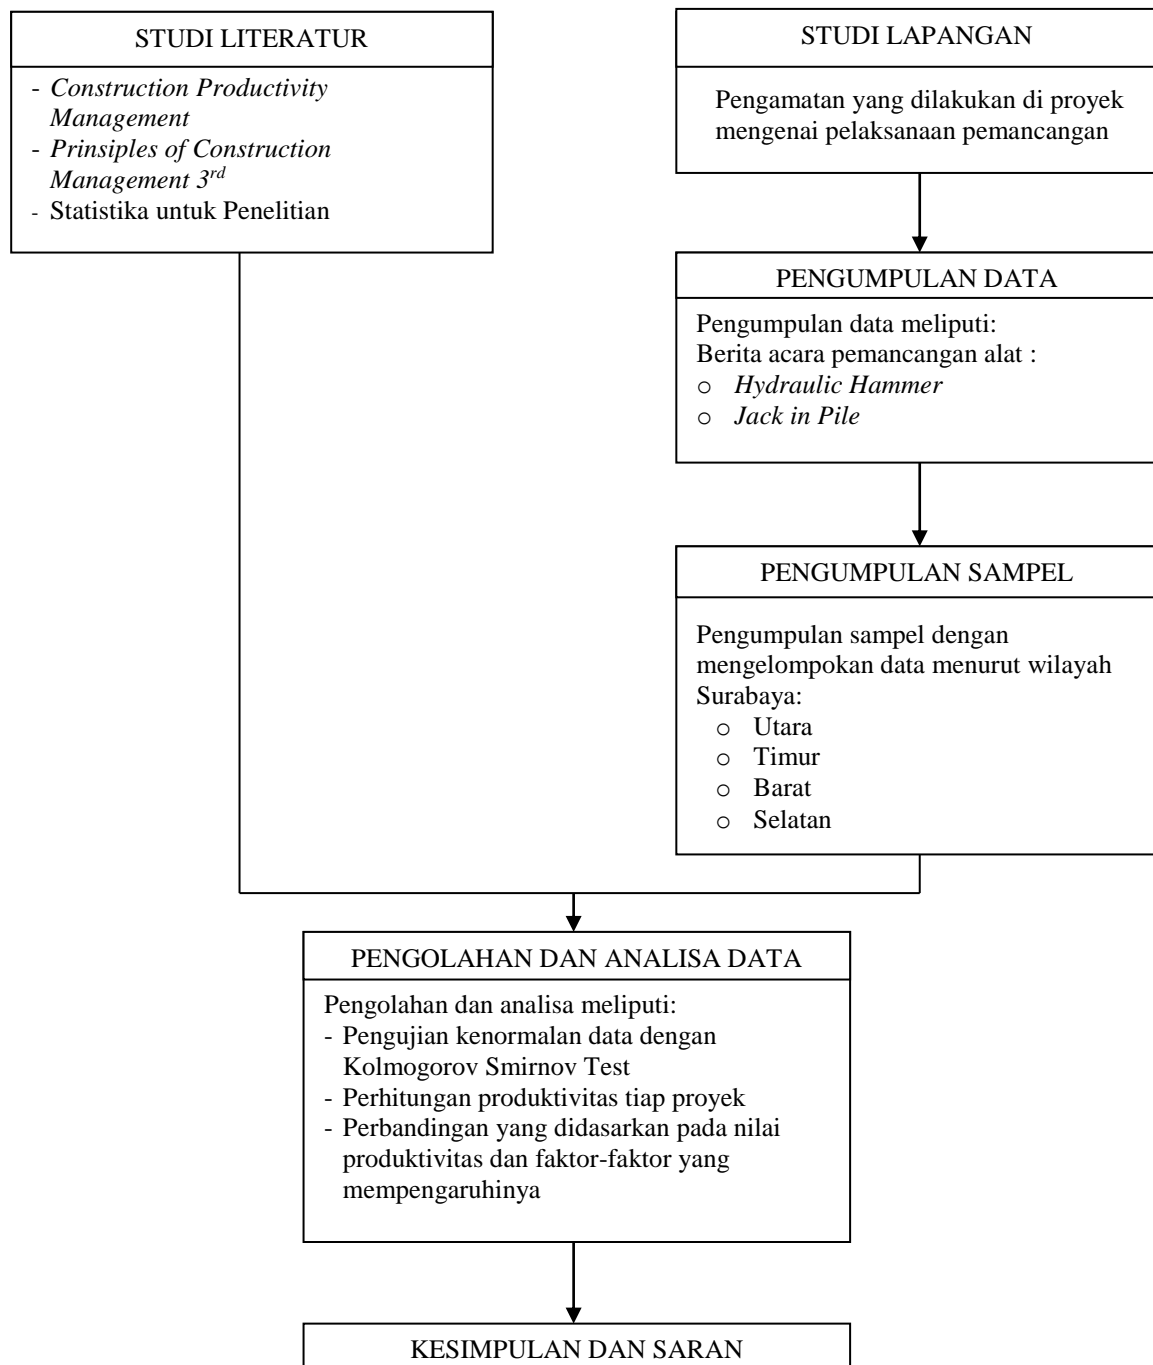 STUDI LITERATUR
- Construction Productivity
Management
- Prinsiples of Construction
Management 3rd
- Statistika untuk Penelitian
STUDI LAPANGAN
Pengamatan yang dilakukan di proyek
mengenai pelaksanaan pemancangan
PENGUMPULAN DATA
Pengumpulan data meliputi:
Berita acara pemancangan alat :
o Hydraulic Hammer
o Jack in Pile
PENGUMPULAN SAMPEL
Pengumpulan sampel dengan
mengelompokan data menurut wilayah
Surabaya:
o Utara
o Timur
o Barat
o Selatan
PENGOLAHAN DAN ANALISA DATA
Pengolahan dan analisa meliputi:
- Pengujian kenormalan data dengan
Kolmogorov Smirnov Test
- Perhitungan produktivitas tiap proyek
- Perbandingan yang didasarkan pada nilai
produktivitas dan faktor-faktor yang
mempengaruhinya
KESIMPULAN DAN SARAN